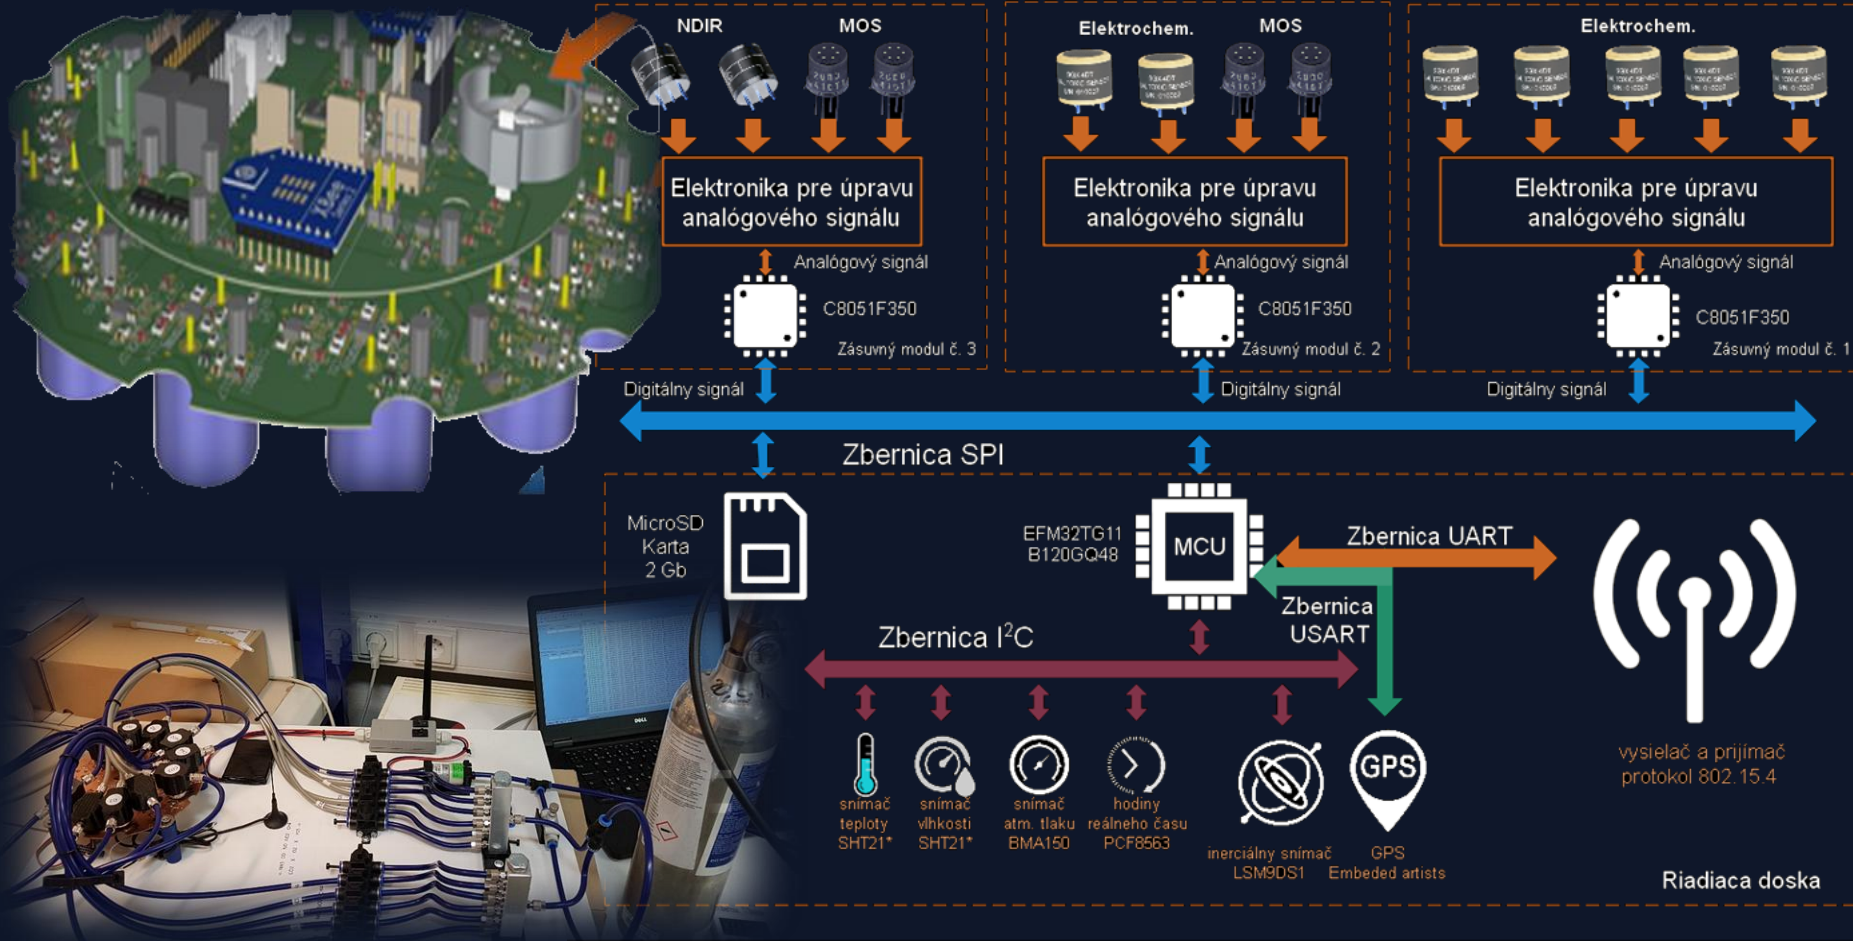 NDIR
MOS
Elektrochem.
MOS
Elektrochem.
Elektronika pre úpravu
analógového signálu
Elektronika pre úpravu
analógového signálu
Elektronika pre úpravu
analógového signálu
Analógový signál
Analógový signál
Analógový signál
C8051F350
C8051F350
C8051F350
Zásuvný modul č. 3
Zásuvný modul č. 2
Zásuvný modul č. 1
Digitálny signál
Digitálny signál
Digitálny signál
Zbernica SPI
MicroSD
Karta
2 Gb
EFM32TG11
B120GQ48
MCU
Zbernica UART
Zbernica
USART
Zbernica I²C
GPS
snímač
teploty
SHT21*
snímač
vlhkosti
SHT21*
snímač
atm. tlaku
BMA150
hodiny
reálneho času
PCF8563
inerciálny snímač
LSM9DS1
GPS
Embeded artists
vysielač a prijímač
protokol 802.15.4
Riadiaca doska
DELL